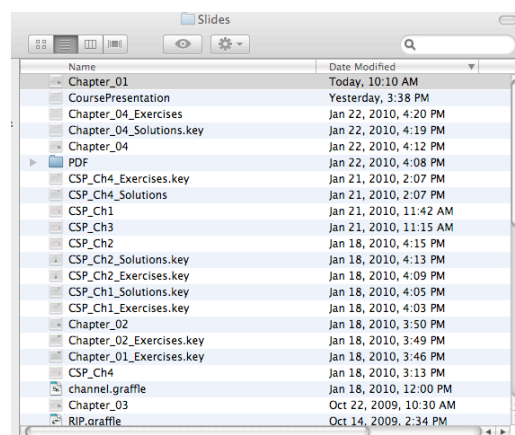 Slides
Name Date Modified
Chapter_01 Today, 10:10 AM
CoursePresentation Yesterday, 3:38 PM
Chapter_04_Exercises Jan 22, 2010, 4:20 PM
Chapter_04_Solutions.key Jan 22, 2010, 4:19 PM
Chapter_04 Jan 22, 2010, 4:12 PM
PDF Jan 22, 2010, 4:08 PM
CSP_Ch4_Exercises.key Jan 21, 2010, 2:07 PM
CSP_Ch4_Solutions Jan 21, 2010, 2:07 PM
CSP_Ch1 Jan 21, 2010, 11:42 AM
CSP_Ch3 Jan 21, 2010, 11:15 AM
CSP_Ch2 Jan 18, 2010, 4:15 PM
CSP_Ch2_Solutions.key Jan 18, 2010, 4:13 PM
CSP_Ch2_Exercises.key Jan 18, 2010, 4:09 PM
CSP_Ch1_Solutions.key Jan 18, 2010, 4:05 PM
CSP_Ch1_Exercises.key Jan 18, 2010, 4:03 PM
Chapter_02 Jan 18, 2010, 3:50 PM
Chapter_02_Exercises.key Jan 18, 2010, 3:49 PM
Chapter_01_Exercises.key Jan 18, 2010, 3:46 PM
CSP_Ch4 Jan 18, 2010, 3:13 PM
channel.graffle Jan 18, 2010, 12:00 PM
Chapter_03 Oct 22, 2009, 10:30 AM
RIP.graffle Oct 14, 2009, 2:34 PM